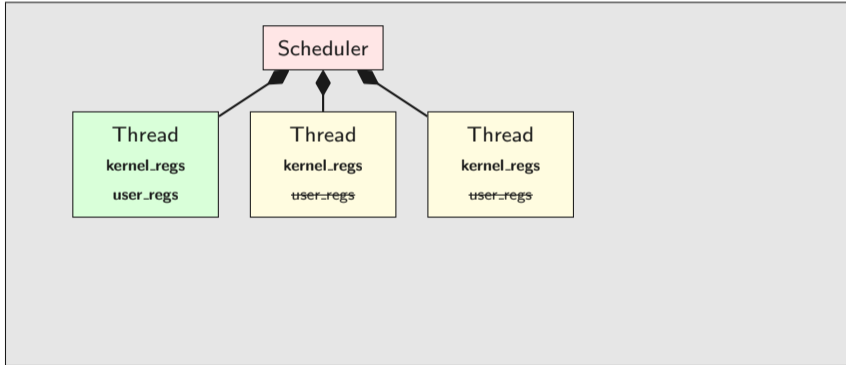 Scheduler
Thread
kernel_regs
user_regs
Thread
kernel_regs
user_regs
Thread
kernel_regs
user_regs